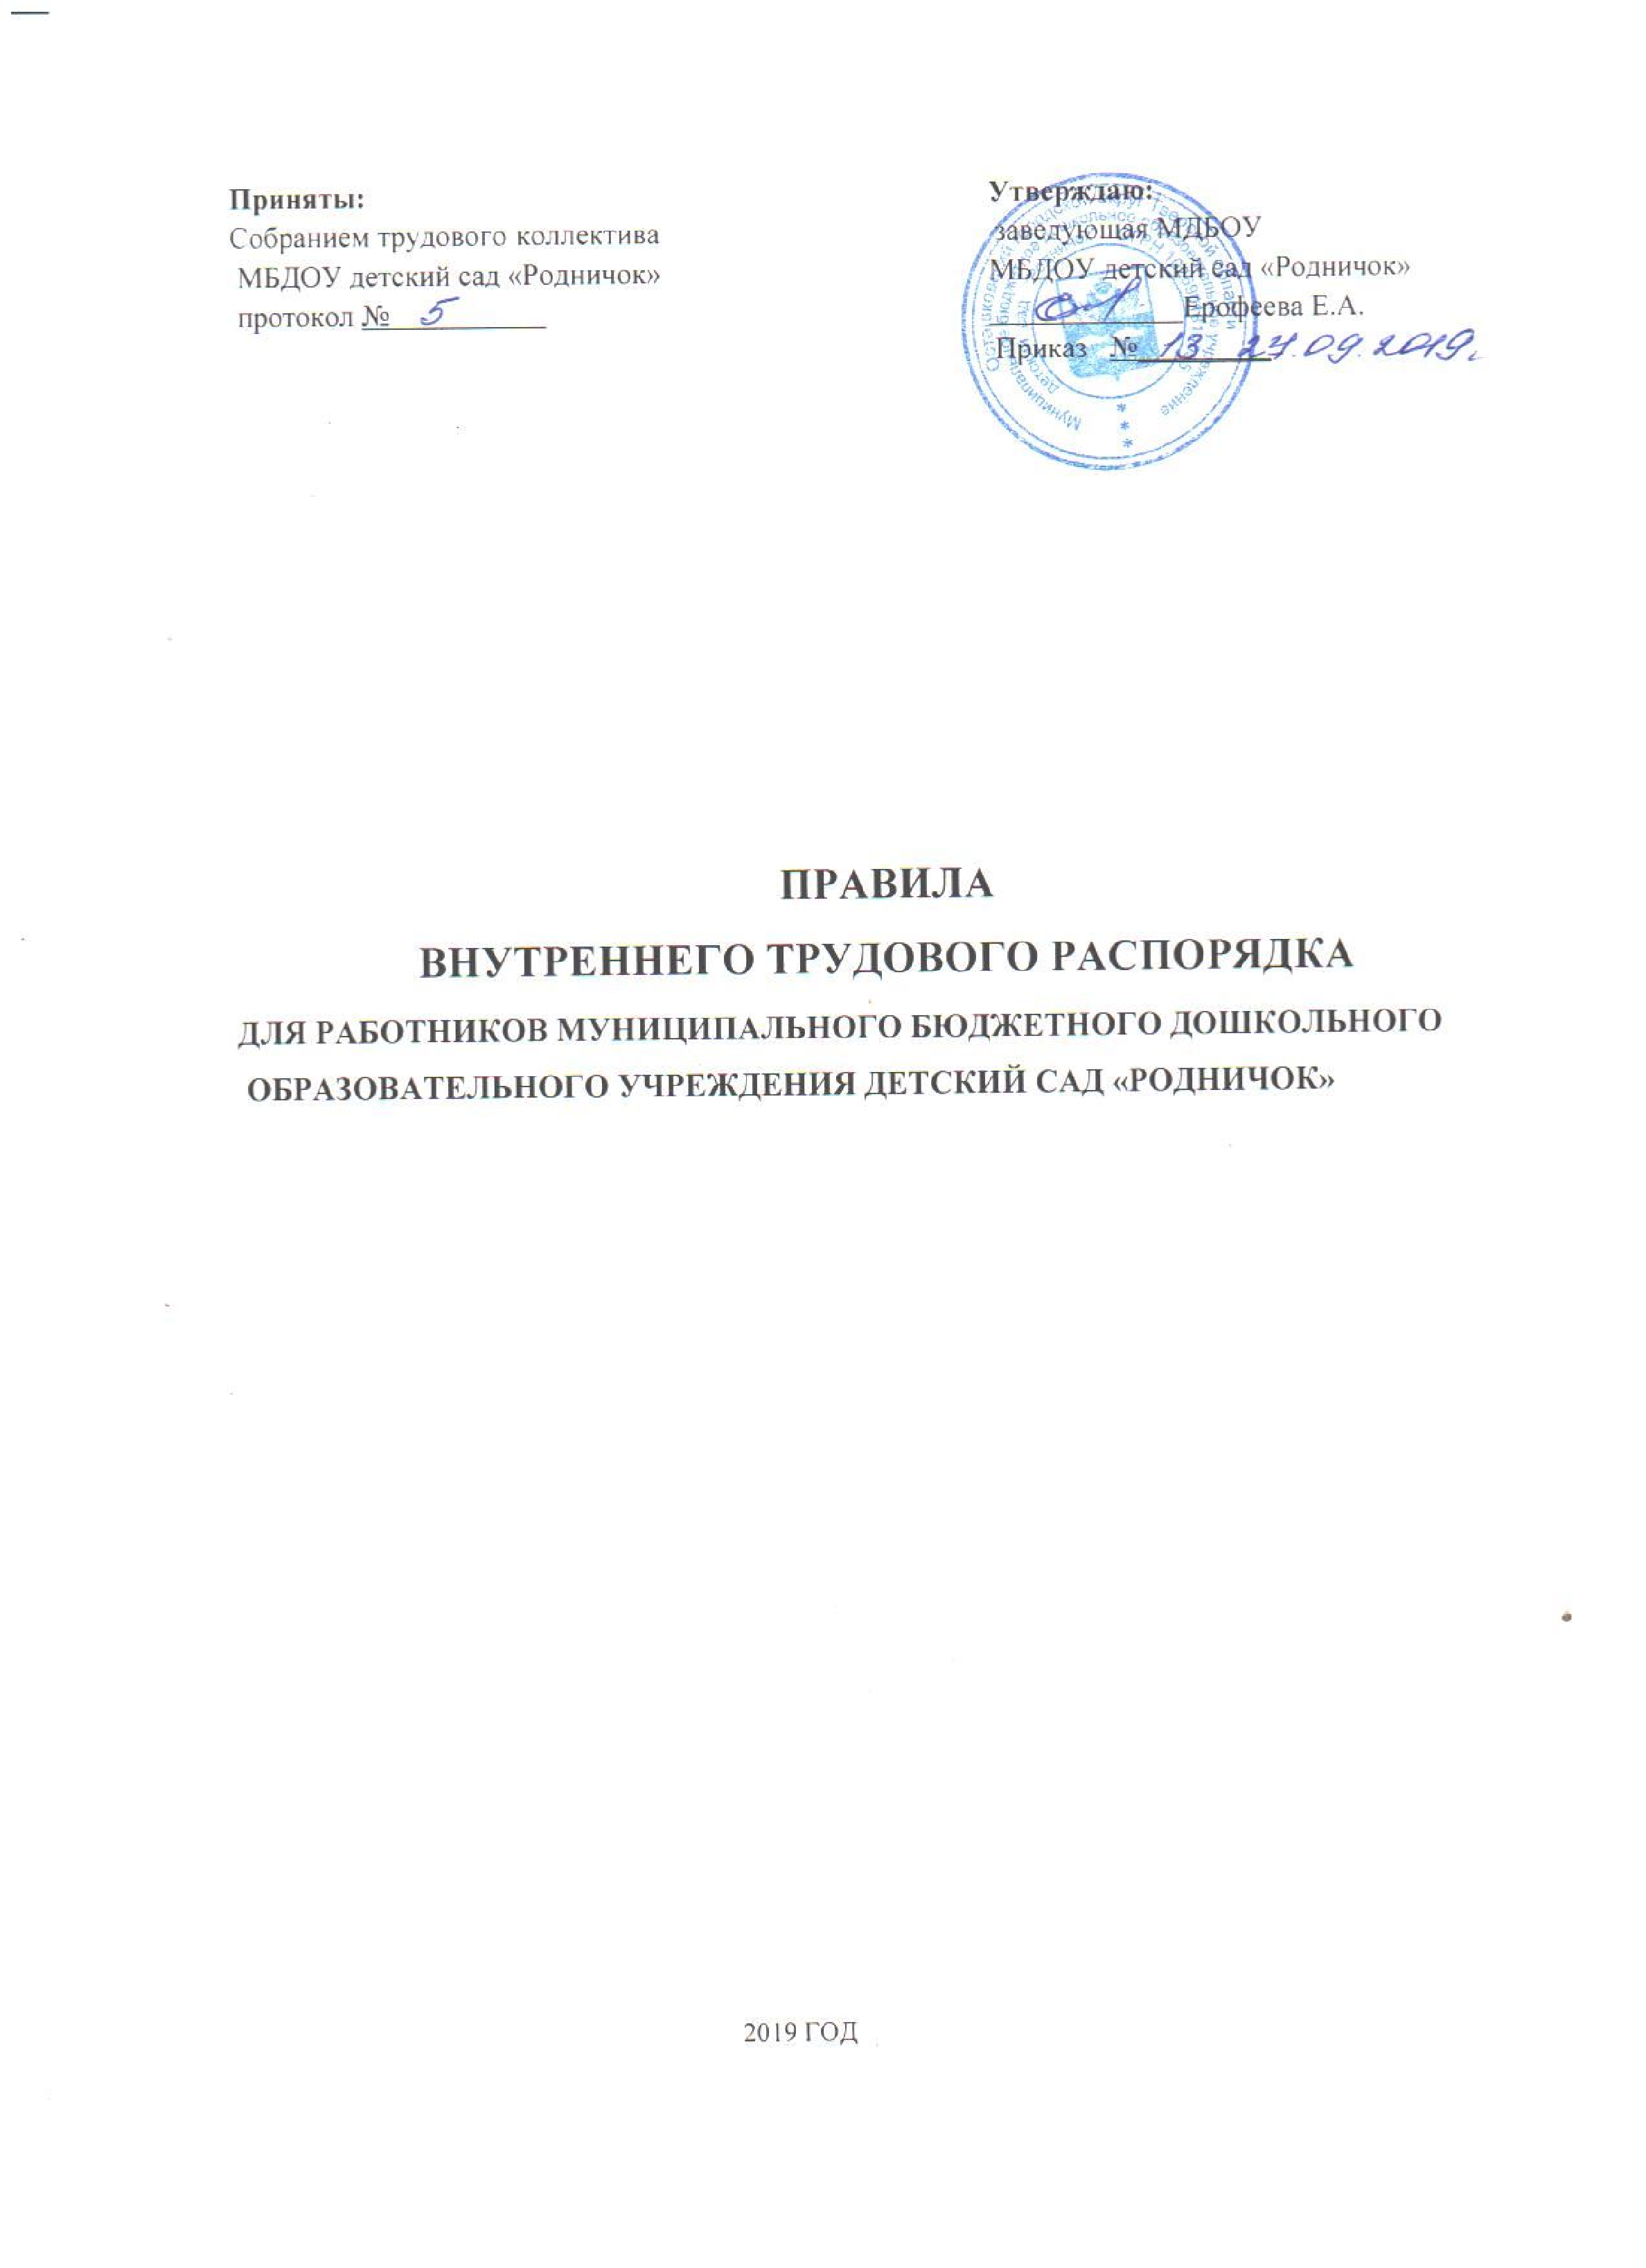 Приняты:
Собранием трудового коллектива
МБДОУ детский сад «Родничок»
протокол № 5
Утверждаю:
заведующая МДБОУ
МБДОУ детский сад «Родничок»
Ерофеева Е.А.
Приказ № 13 27.09.2019г.
ПРАВИЛА
ВНУТРЕННЕГО ТРУДОВОГО РАСПОРЯДКА
ДЛЯ РАБОТНИКОВ МУНИЦИПАЛЬНОГО БЮДЖЕТНОГО ДОШКОЛЬНОГО
ОБРАЗОВАТЕЛЬНОГО УЧРЕЖДЕНИЯ ДЕТСКИЙ САД «РОДНИЧОК»
2019 ГОД